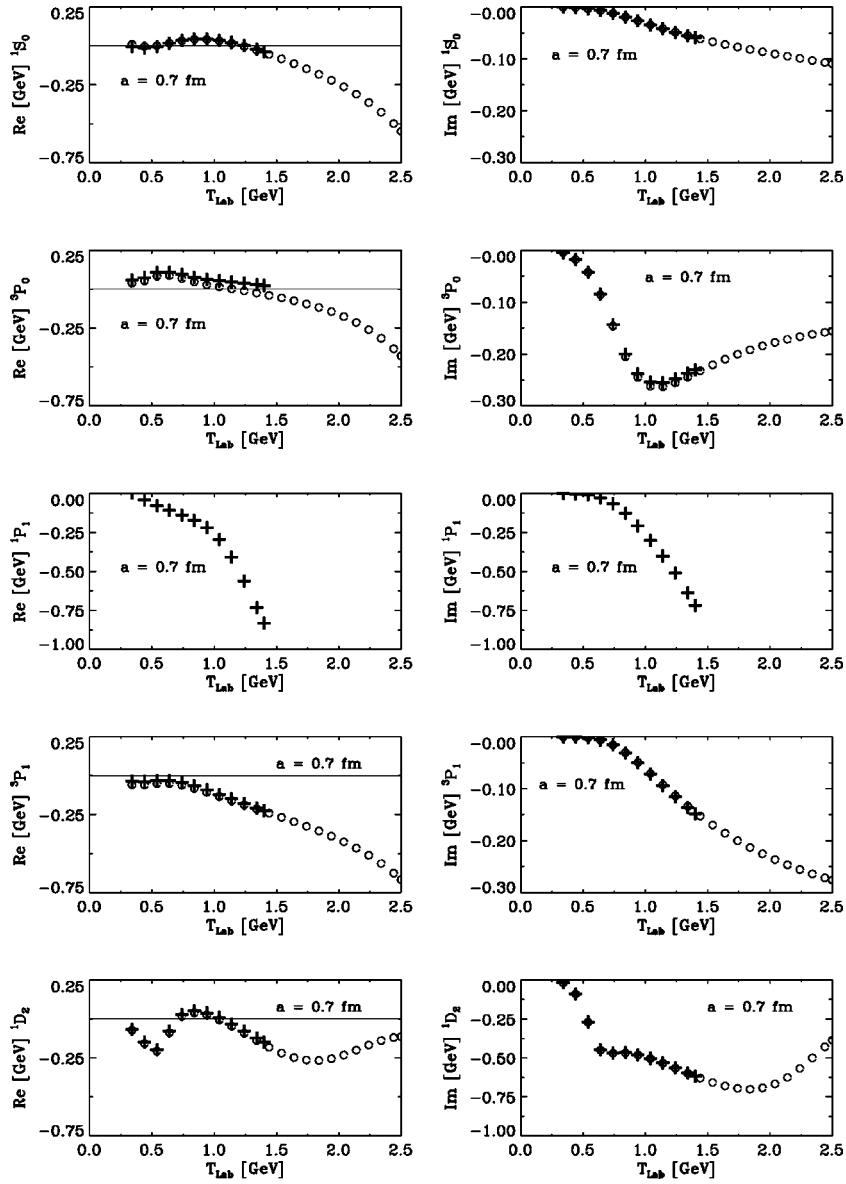 0.25
-0.25
-0.75
Re [GeV] ¹S₀
a = 0.7 fm
0.0 0.5 1.0 1.5 2.0 2.5
T_Lab [GeV]
-0.00
-0.10
-0.20
-0.30
Im [GeV] ¹S₀
a = 0.7 fm
0.0 0.5 1.0 1.5 2.0 2.5
T_Lab [GeV]
0.25
-0.25
-0.75
Re [GeV] ³P₀
a = 0.7 fm
0.0 0.5 1.0 1.5 2.0 2.5
T_Lab [GeV]
-0.00
-0.10
-0.20
-0.30
Im [GeV] ³P₀
a = 0.7 fm
0.0 0.5 1.0 1.5 2.0 2.5
T_Lab [GeV]
0.00
-0.25
-0.50
-0.75
-1.00
Re [GeV] ¹P₁
a = 0.7 fm
0.0 0.5 1.0 1.5 2.0 2.5
T_Lab [GeV]
0.00
-0.25
-0.50
-0.75
-1.00
Im [GeV] ¹P₁
a = 0.7 fm
0.0 0.5 1.0 1.5 2.0 2.5
T_Lab [GeV]
0.25
-0.25
-0.75
Re [GeV] ³P₁
a = 0.7 fm
0.0 0.5 1.0 1.5 2.0 2.5
T_Lab [GeV]
-0.00
-0.10
-0.20
-0.30
Im [GeV] ³P₁
a = 0.7 fm
0.0 0.5 1.0 1.5 2.0 2.5
T_Lab [GeV]
0.25
-0.25
-0.75
Re [GeV] ¹D₂
a = 0.7 fm
0.0 0.5 1.0 1.5 2.0 2.5
T_Lab [GeV]
0.00
-0.25
-0.50
-0.75
-1.00
Im [GeV] ¹D₂
a = 0.7 fm
0.0 0.5 1.0 1.5 2.0 2.5
T_Lab [GeV]